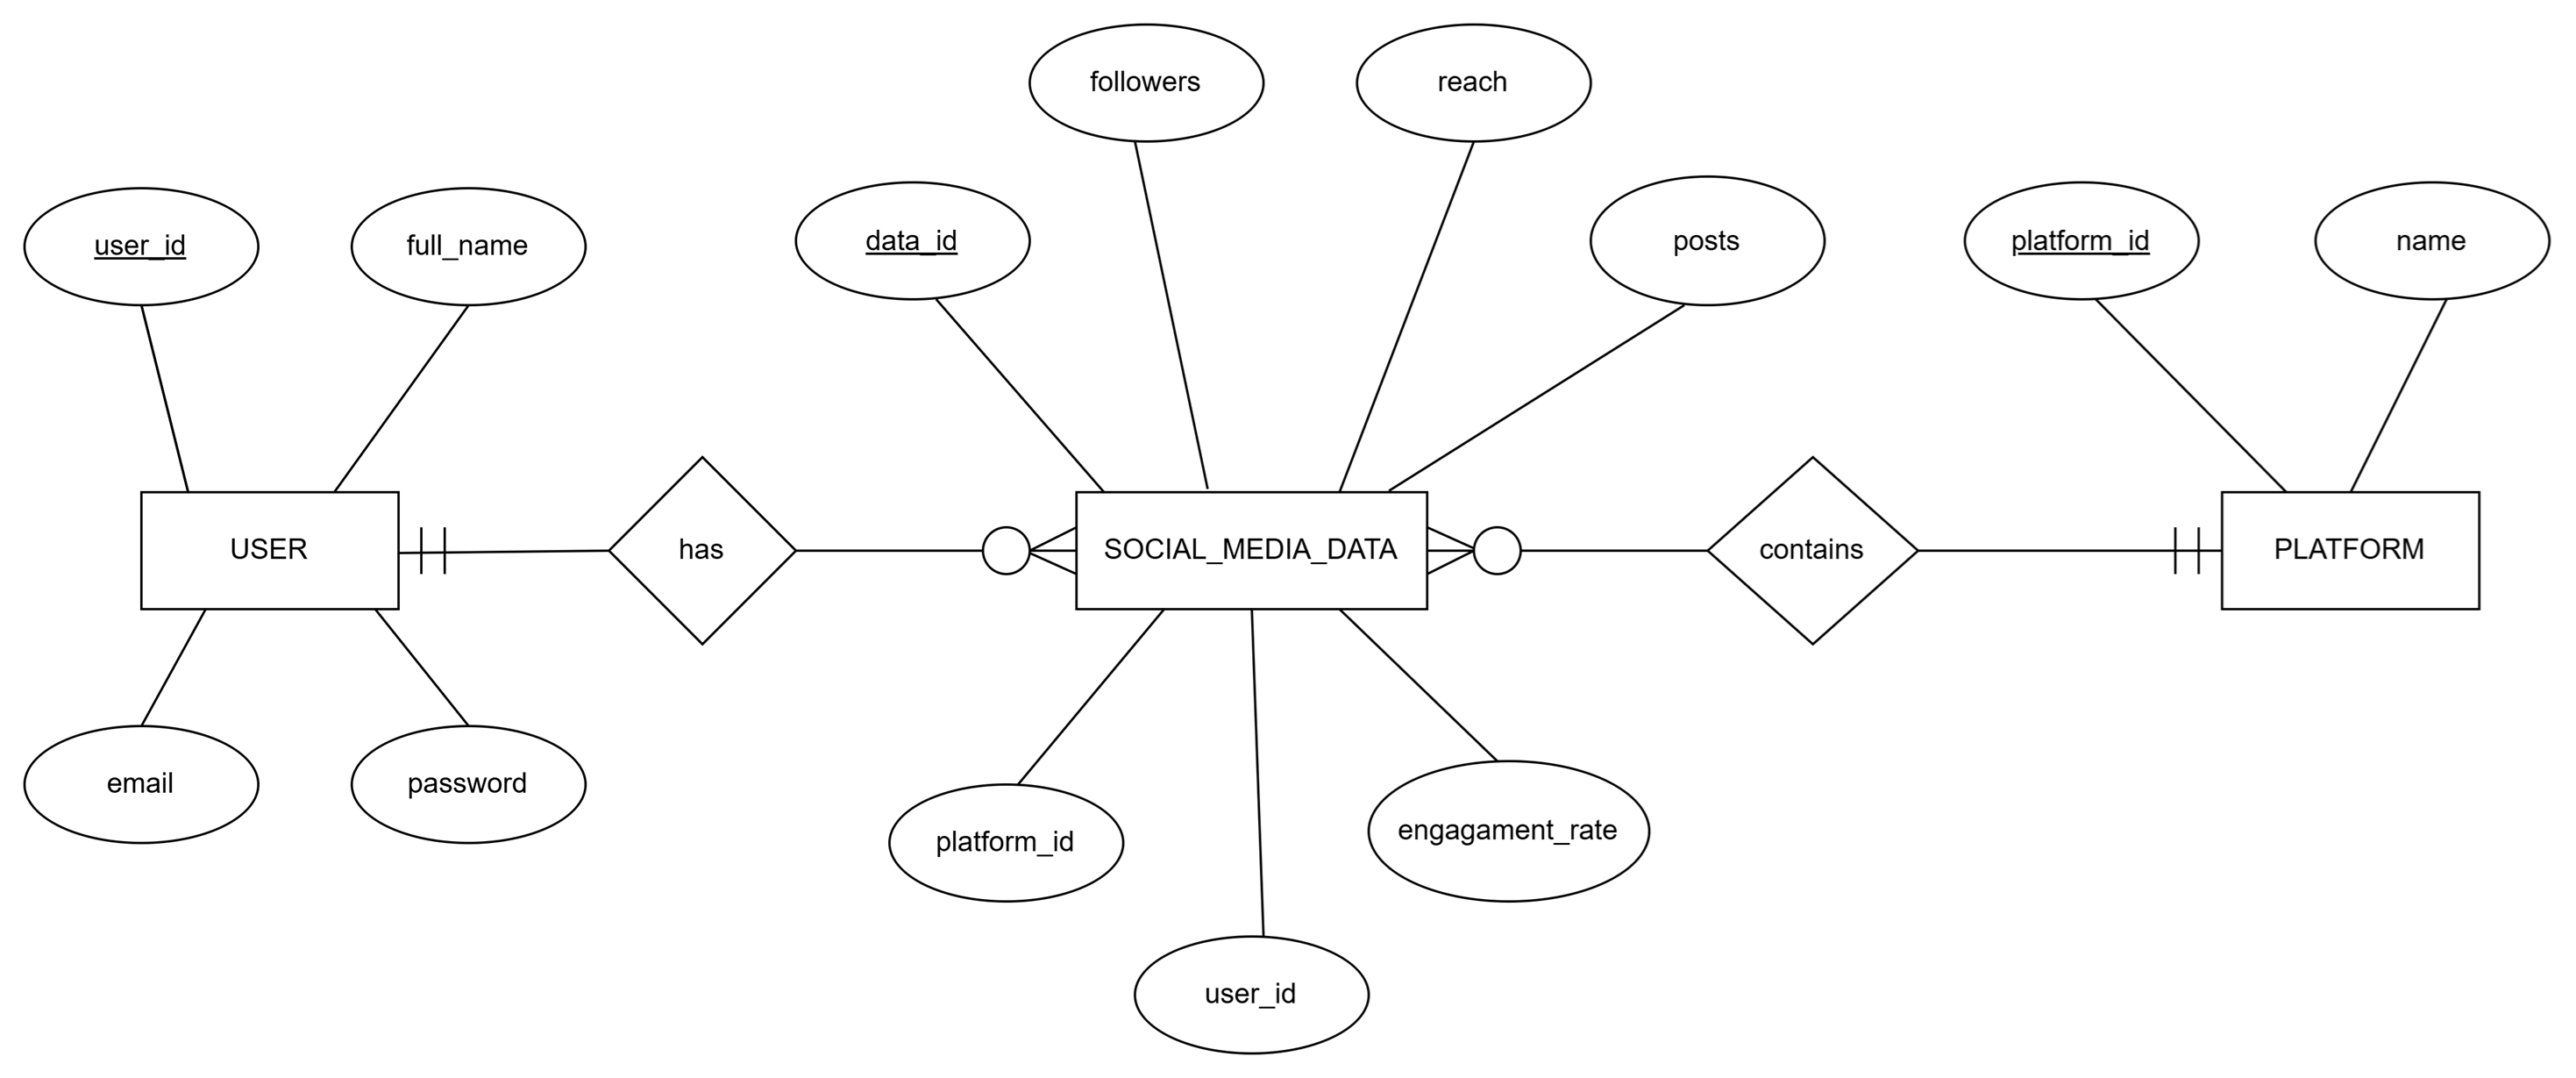 followers
reach
user_id
full_name
data_id
posts
platform_id
name
USER
has
SOCIAL_MEDIA_DATA
contains
PLATFORM
email
password
platform_id
engagament_rate
user_id